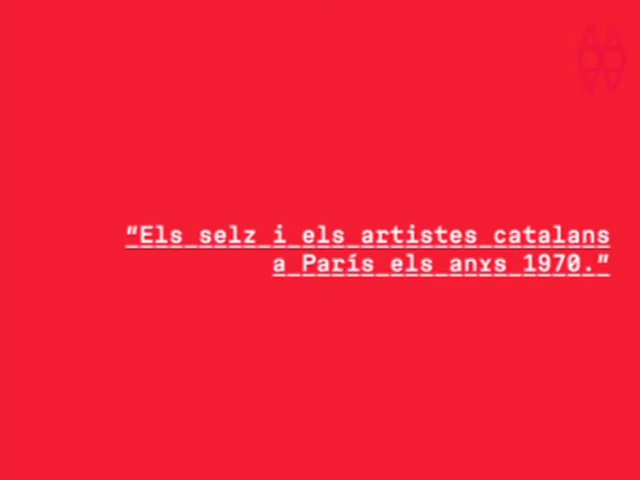 "Els selz i els artistes catalans
a París els anxs 1970."